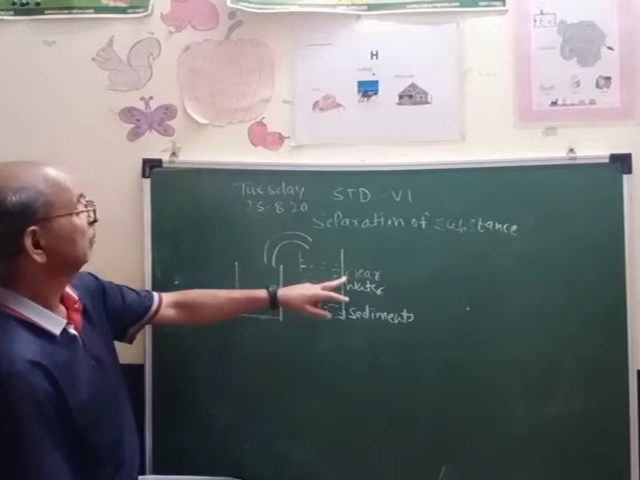 H
Tuesday STD-VI
25.8.20
Separation of substance
clear
water
sediments